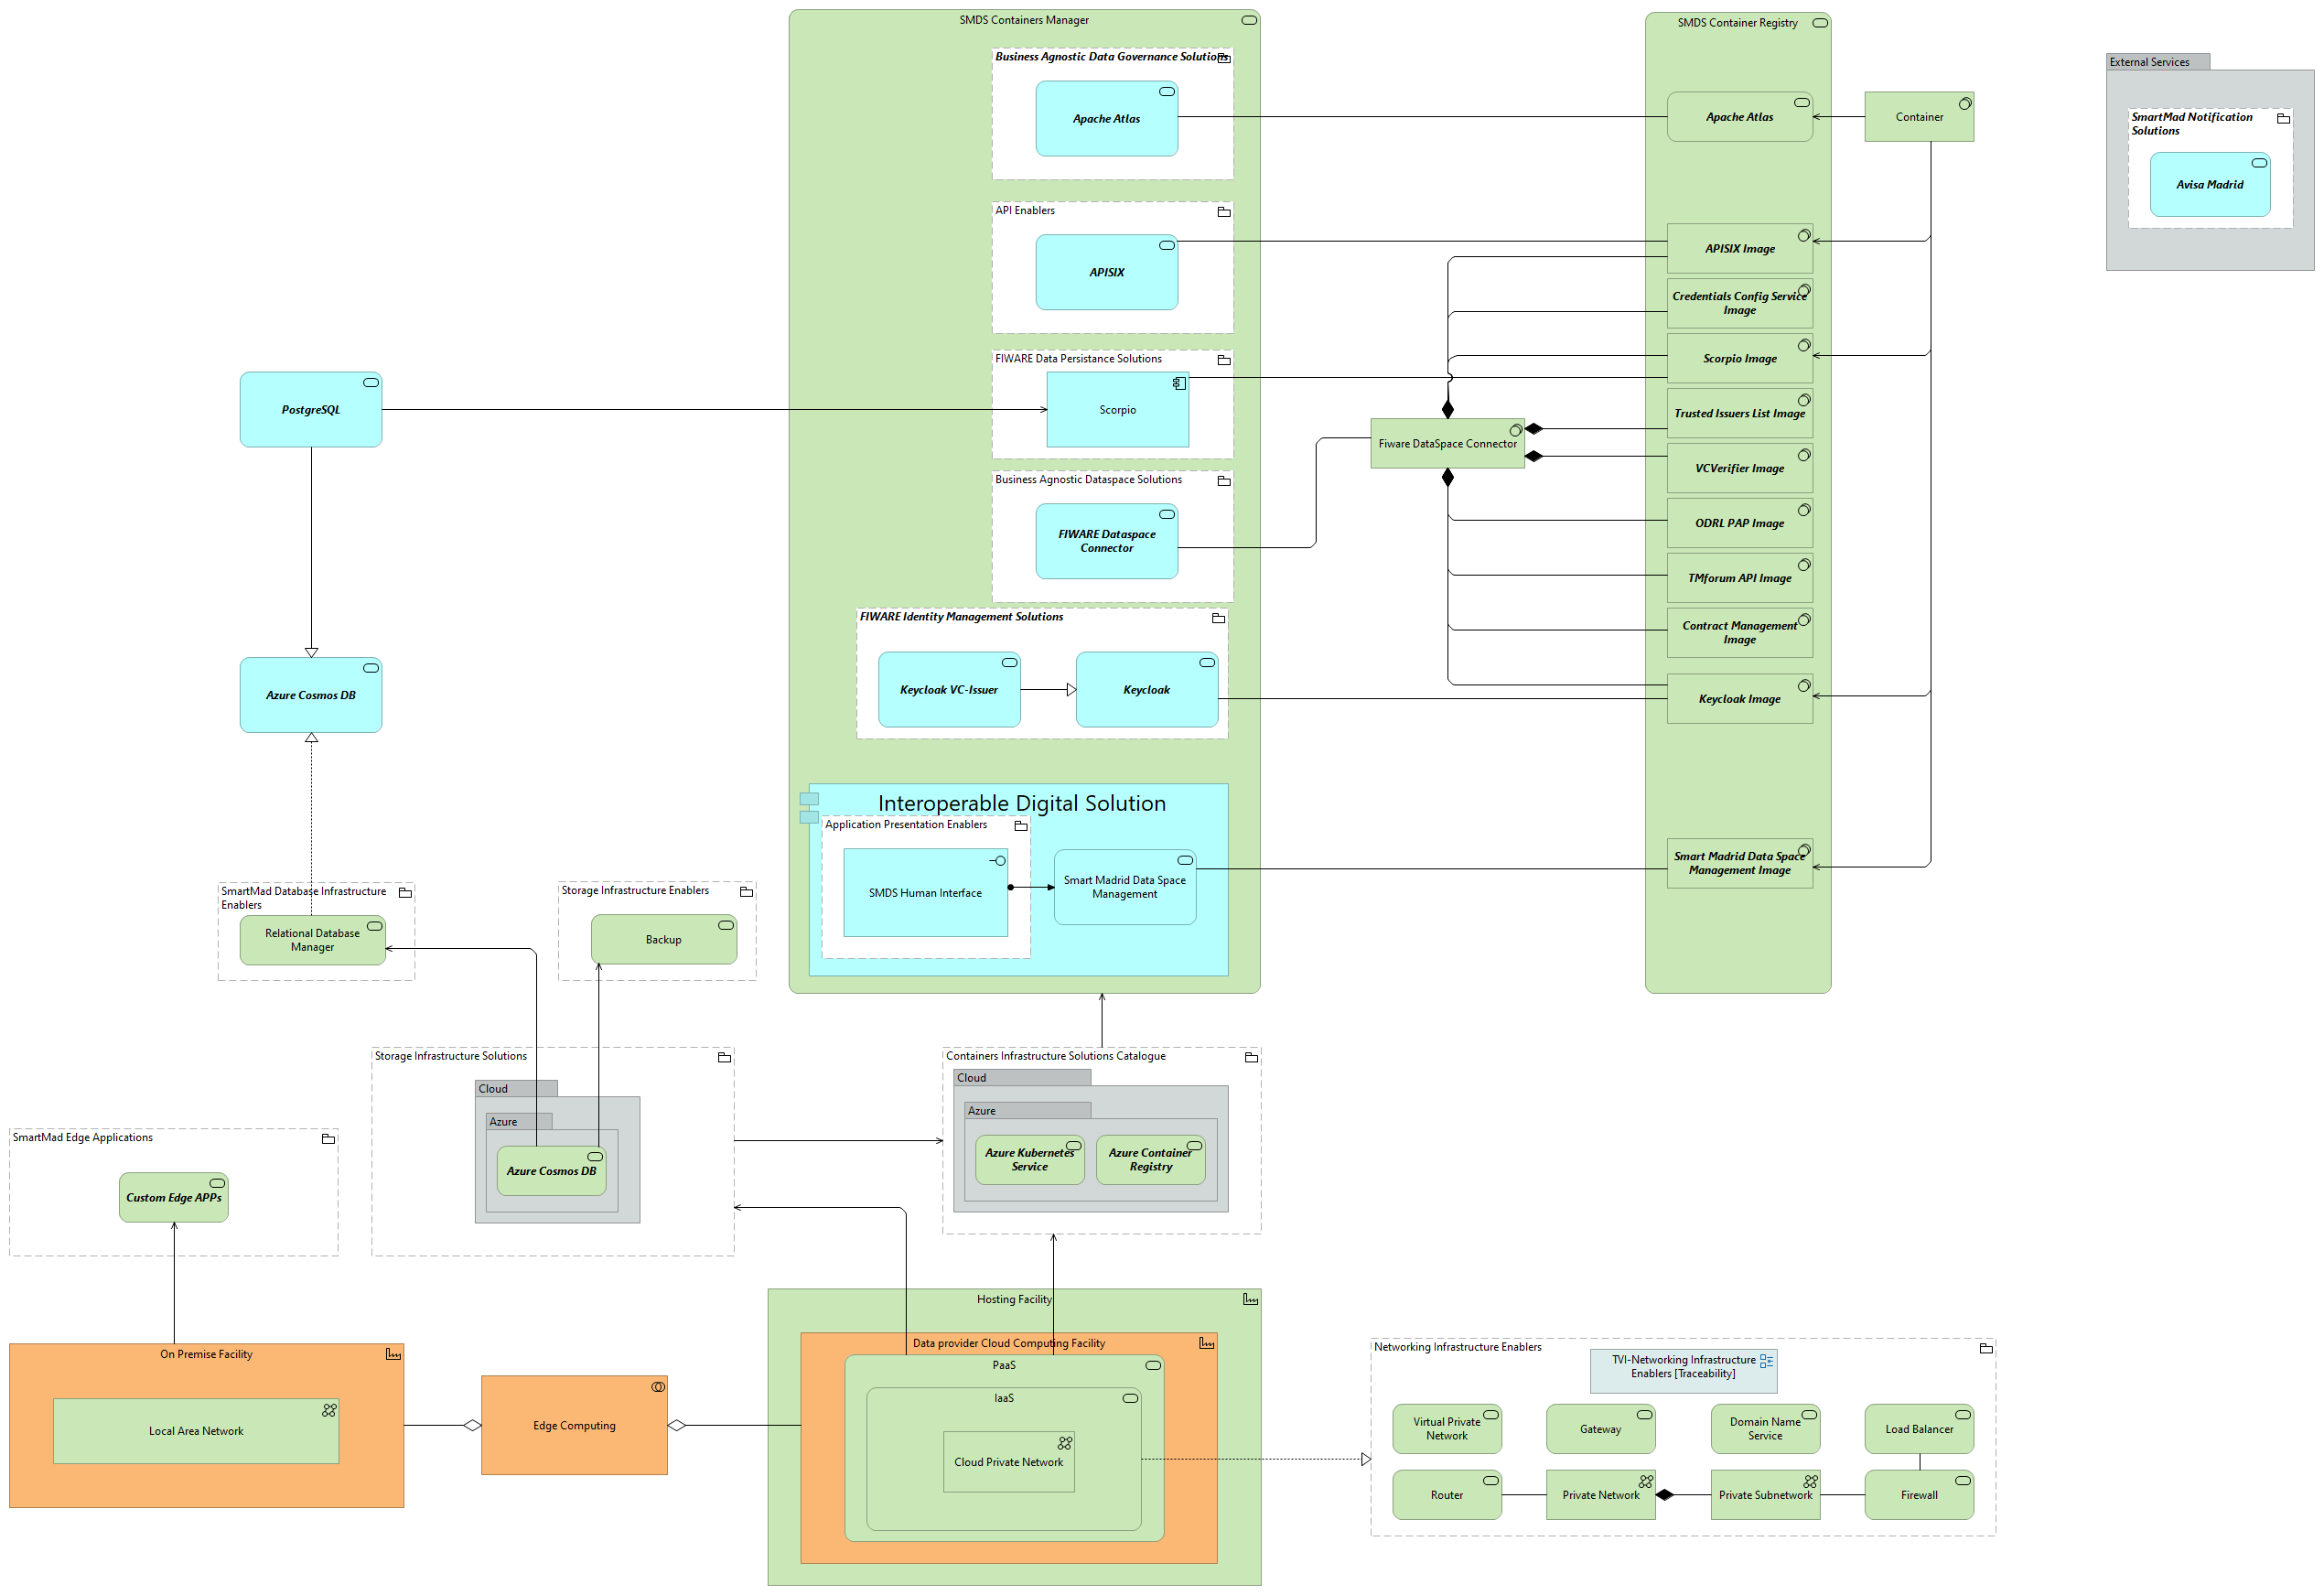 SMDS Containers Manager
Business Agnostic Data Governance Solutions
Apache Atlas
API Enablers
APISIX
FIWARE Data Persistance Solutions
Scorpio
Business Agnostic Dataspace Solutions
FIWARE Dataspace
Connector
FIWARE Identity Management Solutions
Keycloak VC-Issuer
Keycloak
Interoperable Digital Solution
Application Presentation Enablers
SMDS Human Interface
Smart Madrid Data Space
Management
SMDS Container Registry
Apache Atlas
APISIX Image
Credentials Config Service
Image
Scorpio Image
Trusted Issuers List Image
VCVerifier Image
ODRL PAP Image
TMforum API Image
Contract Management
Image
Keycloak Image
Smart Madrid Data Space
Management Image
Container
Fiware DataSpace Connector
External Services
SmartMad Notification
Solutions
Avisa Madrid
PostgreSQL
Azure Cosmos DB
SmartMad Database Infrastructure
Enablers
Relational Database
Manager
Storage Infrastructure Enablers
Backup
Storage Infrastructure Solutions
Cloud
Azure
Azure Cosmos DB
Containers Infrastructure Solutions Catalogue
Cloud
Azure
Azure Kubernetes
Service
Azure Container
Registry
SmartMad Edge Applications
Custom Edge APPs
On Premise Facility
Local Area Network
Edge Computing
Hosting Facility
Data provider Cloud Computing Facility
PaaS
IaaS
Cloud Private Network
Networking Infrastructure Enablers
TVI-Networking Infrastructure
Enablers [Traceability]
Virtual Private
Network
Gateway
Domain Name
Service
Load Balancer
Router
Private Network
Private Subnetwork
Firewall